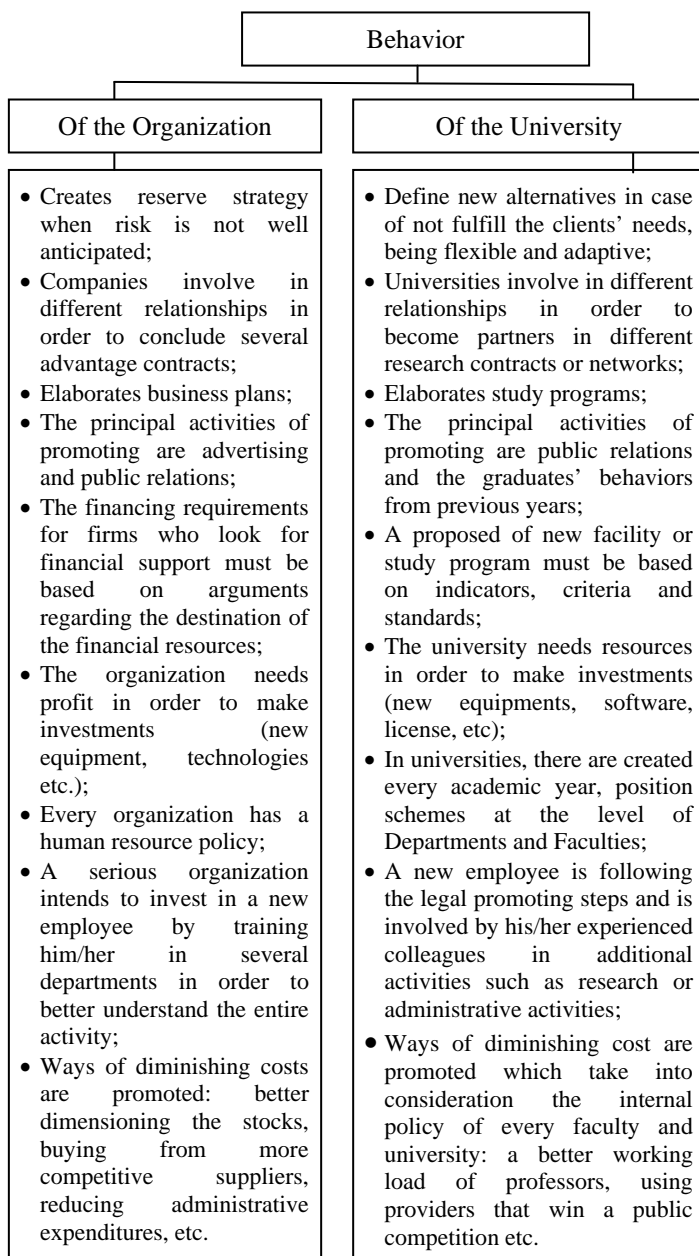 Behavior
Of the Organization
• Creates reserve strategy
when risk is not well
anticipated;
• Companies involve in
different relationships in
order to conclude several
advantage contracts;
• Elaborates business plans;
• The principal activities of
promoting are advertising
and public relations;
• The financing requirements
for firms who look for
financial support must be
based on arguments
regarding the destination of
the financial resources;
• The organization needs
profit in order to make
investments (new
equipment, technologies
etc.);
• Every organization has a
human resource policy;
• A serious organization
intends to invest in a new
employee by training
him/her in several
departments in order to
better understand the entire
activity;
• Ways of diminishing costs
are promoted: better
dimensioning the stocks,
buying from more
competitive suppliers,
reducing administrative
expenditures, etc.
Of the University
• Define new alternatives in case
of not fulfill the clients’ needs,
being flexible and adaptive;
• Universities involve in different
relationships in order to
become partners in different
research contracts or networks;
• Elaborates study programs;
• The principal activities of
promoting are public relations
and the graduates’ behaviors
from previous years;
• A proposed of new facility or
study program must be based
on indicators, criteria and
standards;
• The university needs resources
in order to make investments
(new equipments, software,
license, etc);
• In universities, there are created
every academic year, position
schemes at the level of
Departments and Faculties;
• A new employee is following
the legal promoting steps and is
involved by his/her experienced
colleagues in additional
activities such as research or
administrative activities;
• Ways of diminishing cost are
promoted which take into
consideration the internal
policy of every faculty and
university: a better working
load of professors, using
providers that win a public
competition etc.